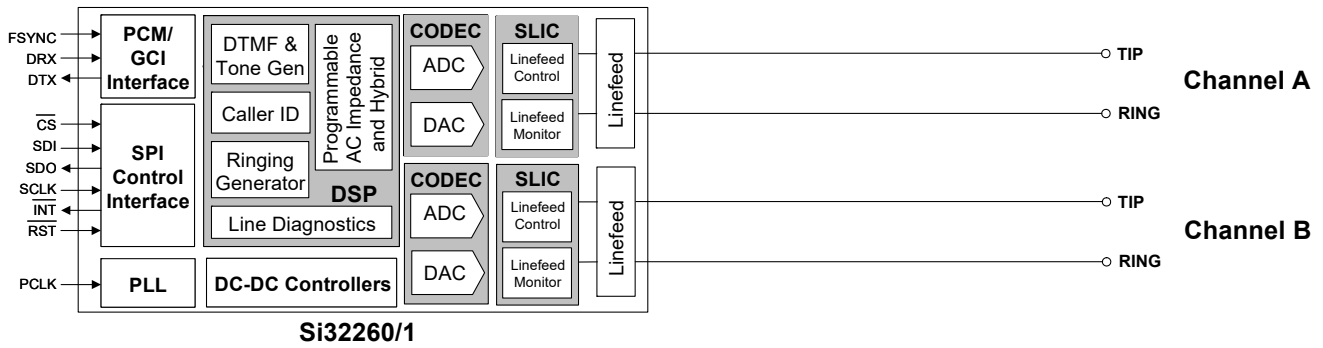 FSYNC
DRX
DTX
PCM/
GCI
Interface
CS
SDI
SDO
SCLK
INT
RST
SPI
Control
Interface
PCLK
PLL
DTMF &
Tone Gen
Caller ID
Ringing
Generator
Programmable
AC Impedance
and Hybrid
DSP
Line Diagnostics
DC-DC Controllers
CODEC
ADC
DAC
SLIC
Linefeed
Control
Linefeed
Monitor
Linefeed
TIP
RING
Channel A
CODEC
ADC
DAC
SLIC
Linefeed
Control
Linefeed
Monitor
Linefeed
TIP
RING
Channel B
Si32260/1